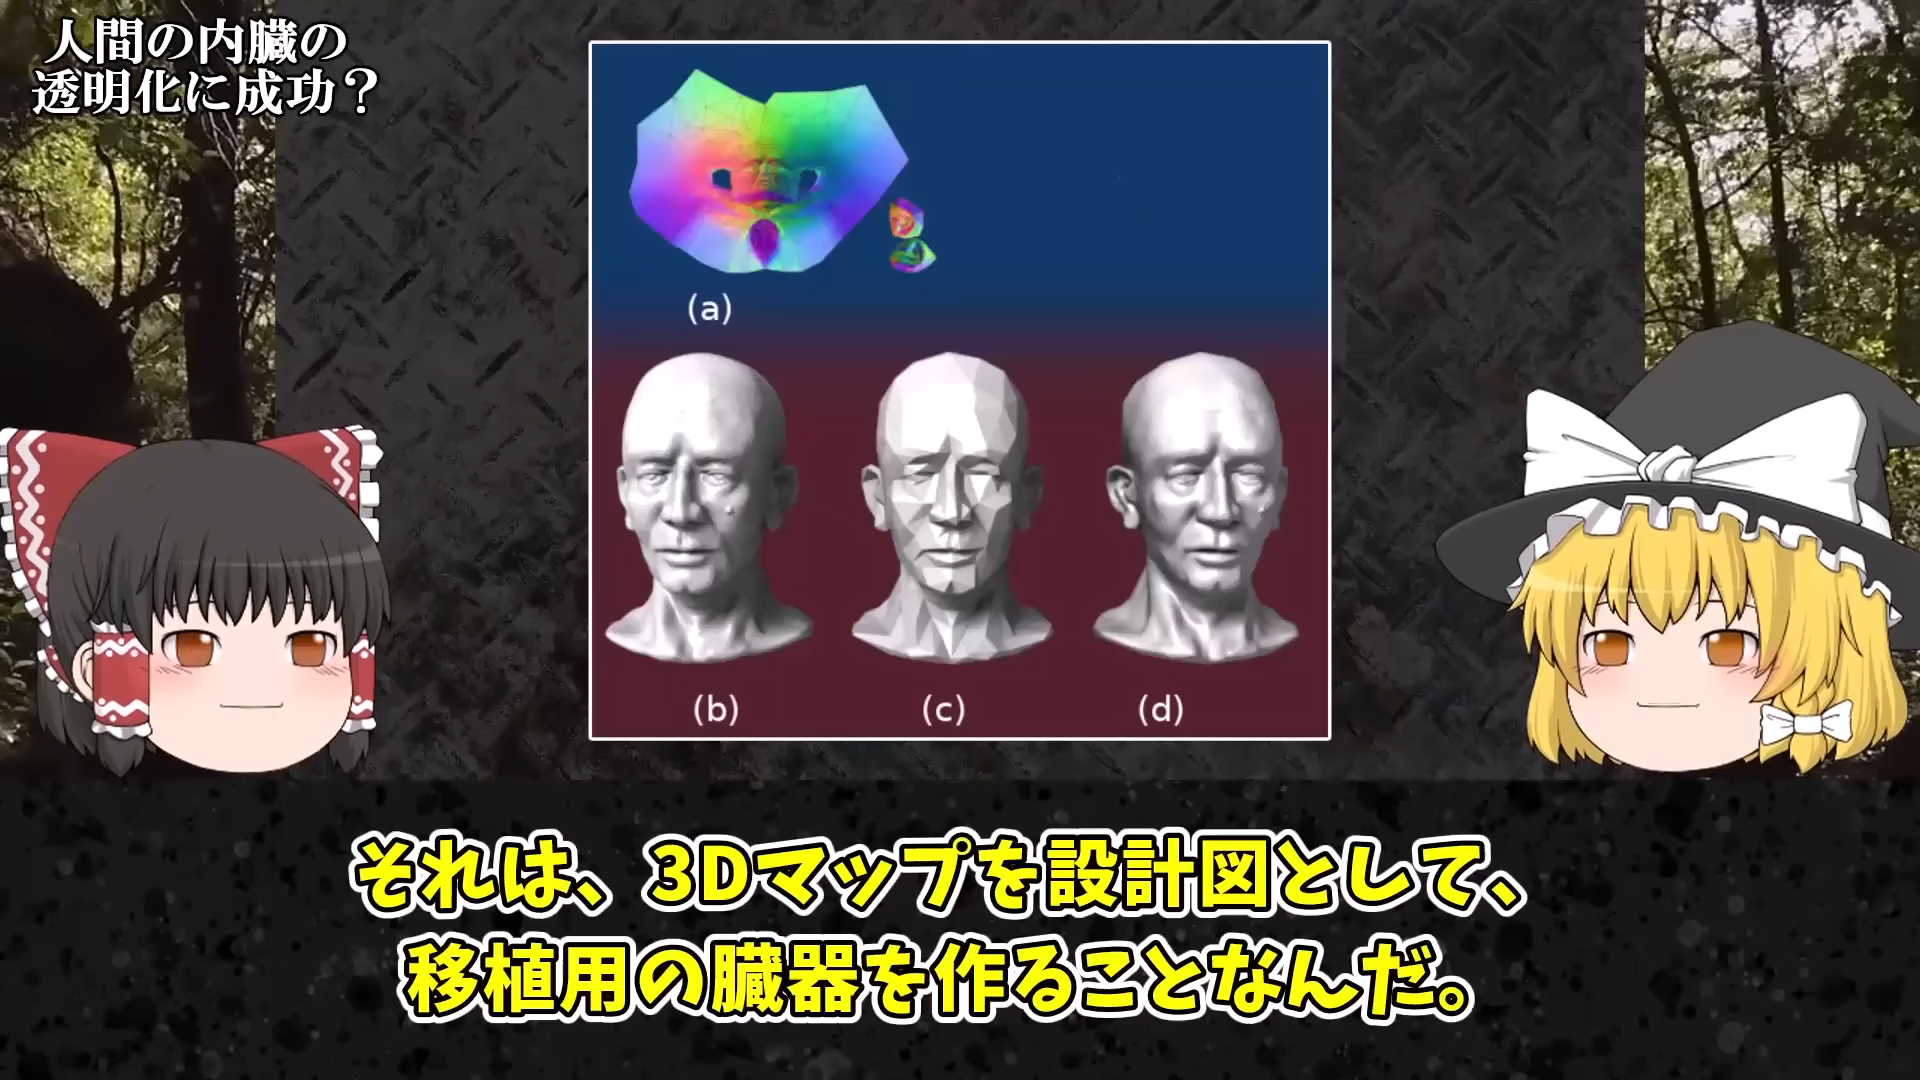 人間の内臓の
透明化に成功?
(a)
(b) (c) (d)
それは、3Dマップを設計図として、
移植用の臓器を作ることなんだ。